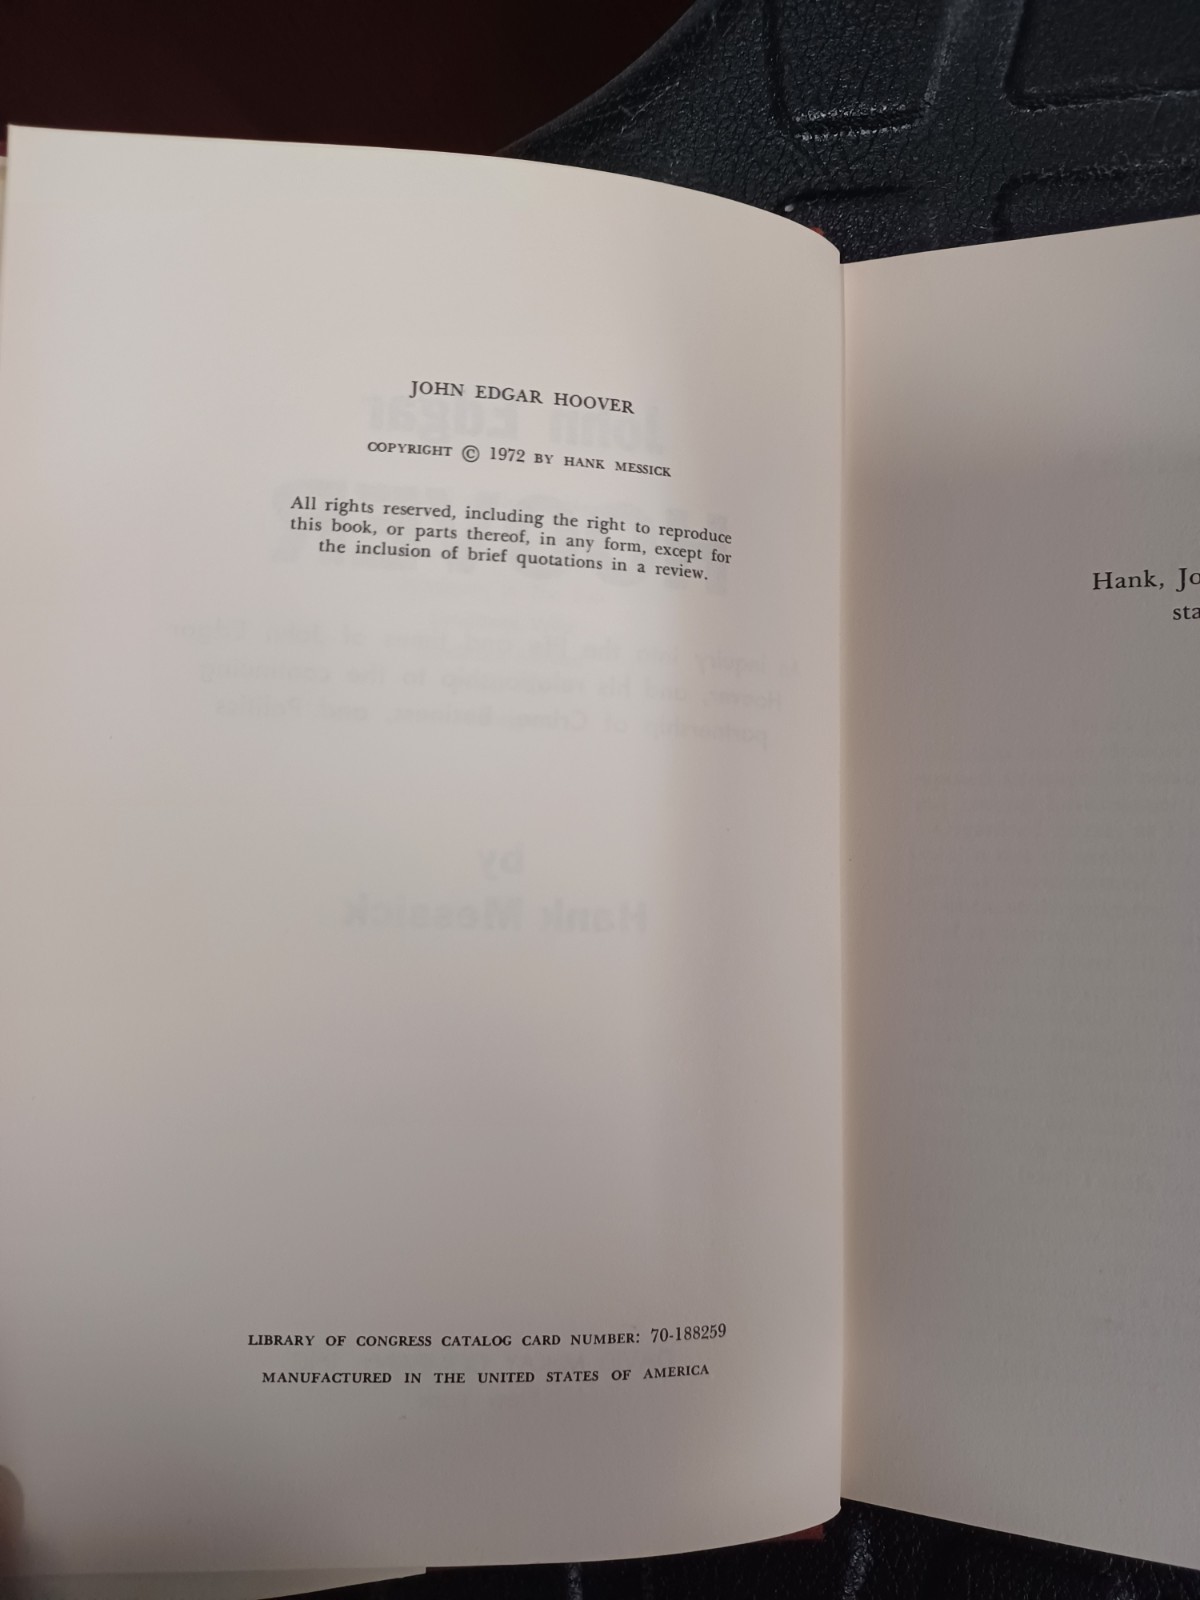 JOHN EDGAR HOOVER
COPYRIGHT © 1972 BY HANK MESSICK
All rights reserved, including the right to reproduce
this book, or parts thereof, in any form, except for
the inclusion of brief quotations in a review.
LIBRARY OF CONGRESS CATALOG CARD NUMBER: 70-188259
MANUFACTURED IN THE UNITED STATES OF AMERICA
Hank, Jo
sta